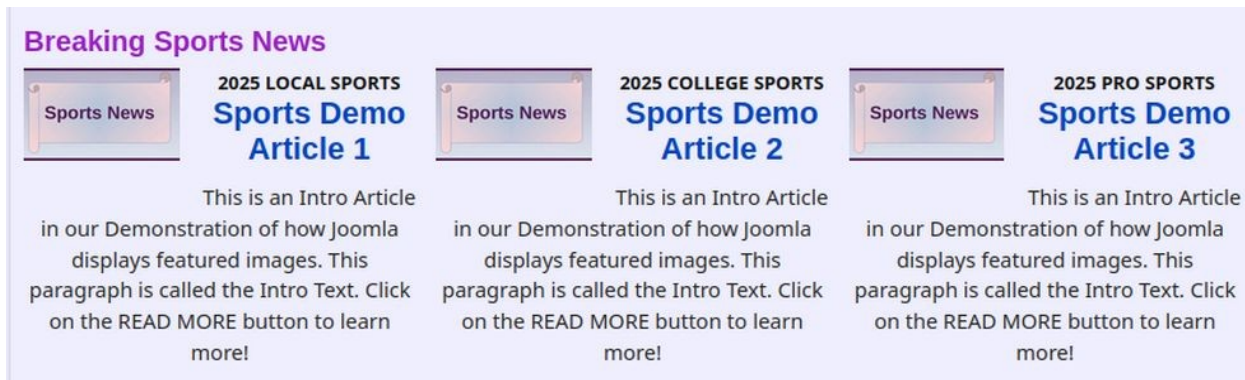 Breaking Sports News
Sports News
2025 LOCAL SPORTS
Sports Demo
Article 1
This is an Intro Article
in our Demonstration of how Joomla
displays featured images. This
paragraph is called the Intro Text. Click
on the READ MORE button to learn
more!
Sports News
2025 COLLEGE SPORTS
Sports Demo
Article 2
This is an Intro Article
in our Demonstration of how Joomla
displays featured images. This
paragraph is called the Intro Text. Click
on the READ MORE button to learn
more!
Sports News
2025 PRO SPORTS
Sports Demo
Article 3
This is an Intro Article
in our Demonstration of how Joomla
displays featured images. This
paragraph is called the Intro Text. Click
on the READ MORE button to learn
more!